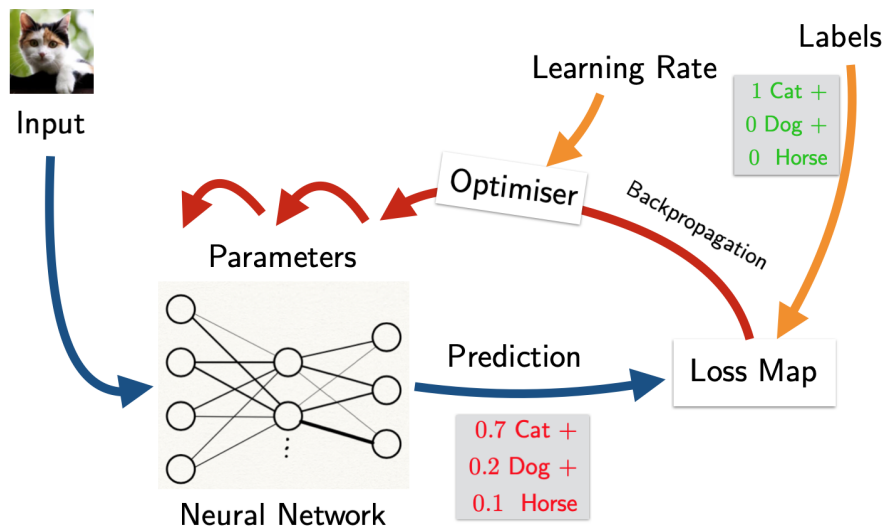 Labels
Learning Rate
1 Cat +
0 Dog +
0 Horse
Input
Optimiser
Backpropagation
Parameters
Prediction
Loss Map
0.7 Cat +
0.2 Dog +
0.1 Horse
Neural Network